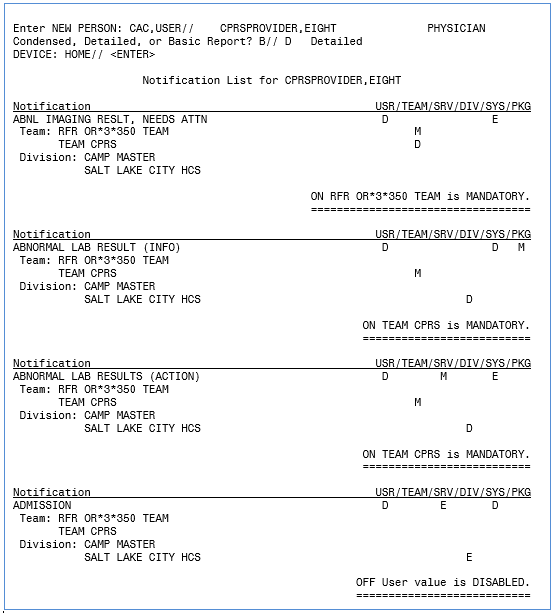 Enter NEW PERSON: CAC,USER//    CPRSPROVIDER,EIGHT              PHYSICIAN
Condensed, Detailed, or Basic Report? B// D   Detailed
DEVICE: HOME// <ENTER>
                    Notification List for CPRSPROVIDER,EIGHT
Notification                                            USR/TEAM/SRV/DIV/SYS/PKG
ABNL IMAGING RESLT, NEEDS ATTN                           D                E
 Team: RFR OR*3*350 TEAM                                      M
       TEAM CPRS                                              D
 Division: CAMP MASTER
           SALT LAKE CITY HCS
                                              ON RFR OR*3*350 TEAM is MANDATORY.
                                              ==================================
Notification                                            USR/TEAM/SRV/DIV/SYS/PKG
ABNORMAL LAB RESULT (INFO)                               D                D   M
 Team: RFR OR*3*350 TEAM
       TEAM CPRS                                              M
 Division: CAMP MASTER
           SALT LAKE CITY HCS                                         D
                                                      ON TEAM CPRS is MANDATORY.
                                                      ==========================
Notification                                            USR/TEAM/SRV/DIV/SYS/PKG
ABNORMAL LAB RESULTS (ACTION)                            D        M       E
 Team: RFR OR*3*350 TEAM
       TEAM CPRS                                              M
 Division: CAMP MASTER
           SALT LAKE CITY HCS                                         D
                                                      ON TEAM CPRS is MANDATORY.
                                                      ==========================
Notification                                            USR/TEAM/SRV/DIV/SYS/PKG
ADMISSION                                                D        E       D
 Team: RFR OR*3*350 TEAM
       TEAM CPRS
 Division: CAMP MASTER
           SALT LAKE CITY HCS                                         E
                                                     OFF User value is DISABLED.
                                                     ===========================